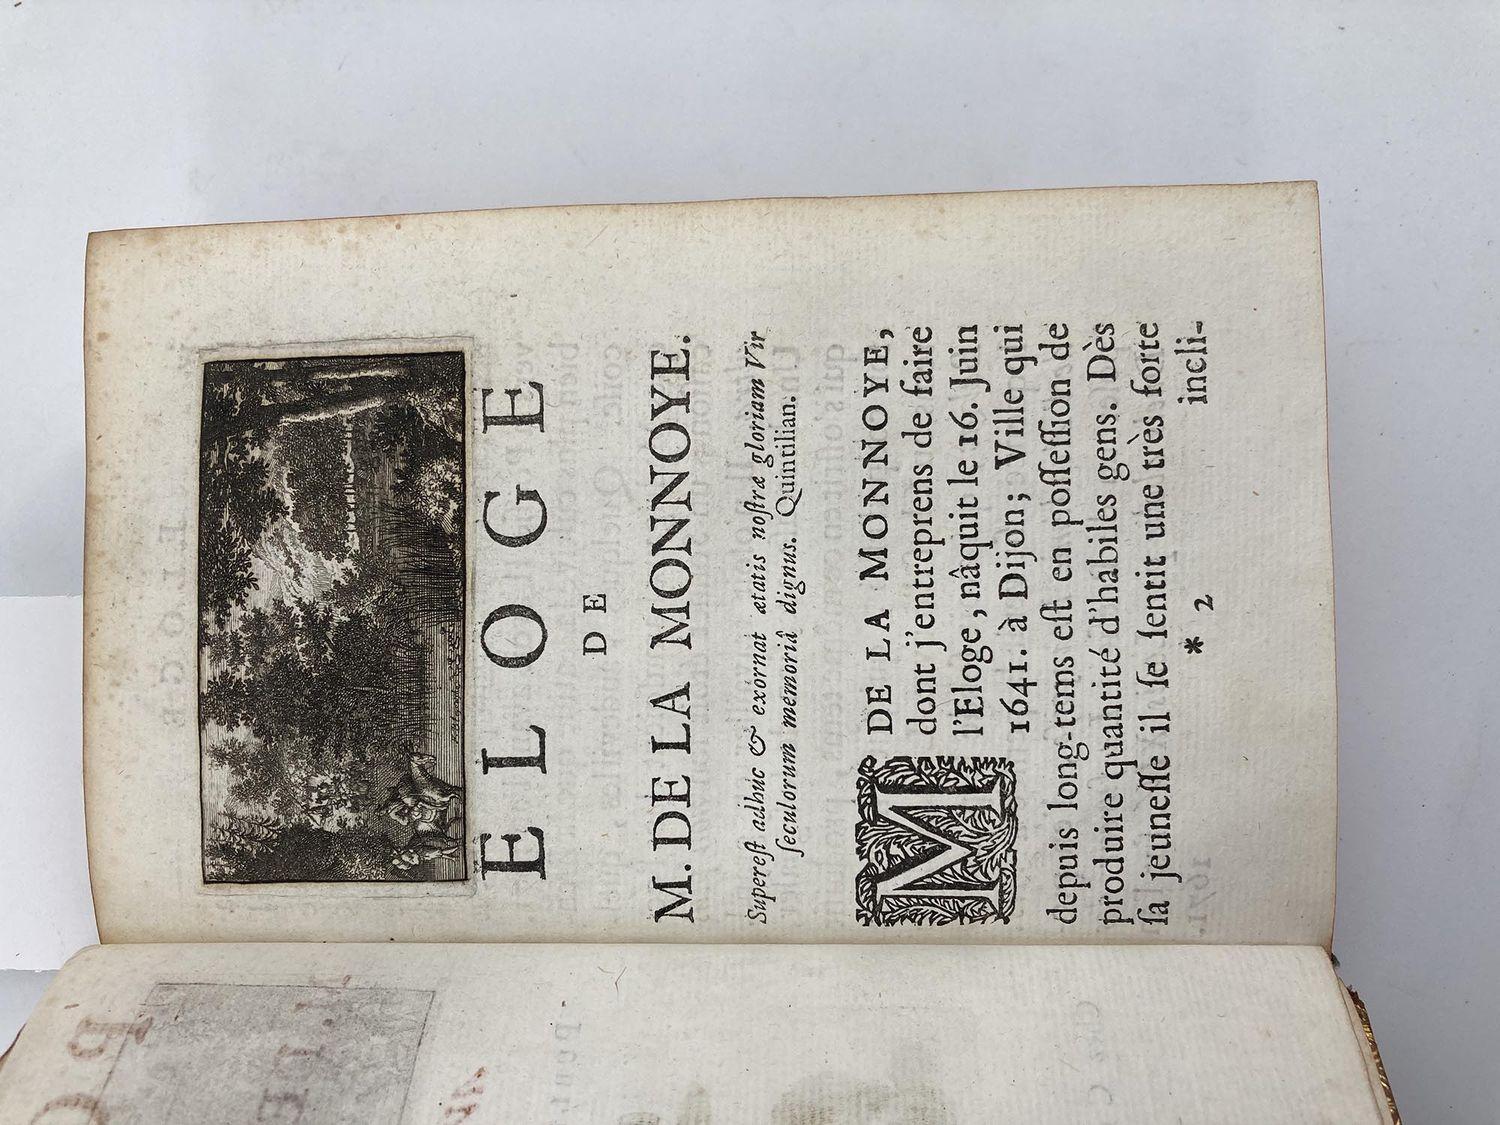 ELOGE
DE
M. DE LA MONNOYE.
Supereſt adhuc & exornat ætatis noſtræ gloriam Vir
ſeculorum memoriâ dignus. Quintilian.
M DE LA MONNOYE,
dont j'entreprens de faire
l'Eloge, nâquit le 16. Juin
1641. à Dijon; Ville qui
depuis long-tems eſt en poſſeſſion de
produire quantité d'habiles gens. Dès
ſa jeuneſſe il ſe ſentit une très forte
* 2 incli-